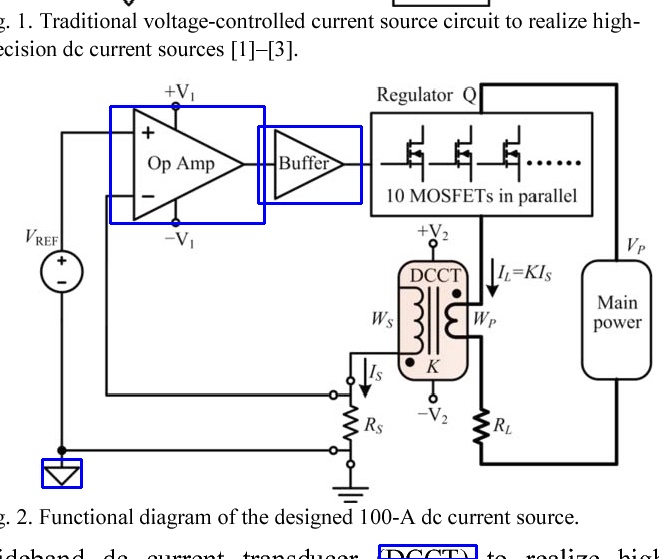 g. 1. Traditional voltage-controlled current source circuit to realize high-
ecision dc current sources [1]–[3].
+V1
Regulator Q
+
Op Amp
Buffer
−
10 MOSFETs in parallel
−V1
+V2
VREF
VP
+
−
DCCT
IL=KIS
Main
power
WS
WP
K
IS
−V2
RS
RL
g. 2. Functional diagram of the designed 100-A dc current source.
ideband dc current transducer (DCCT) to realize hig